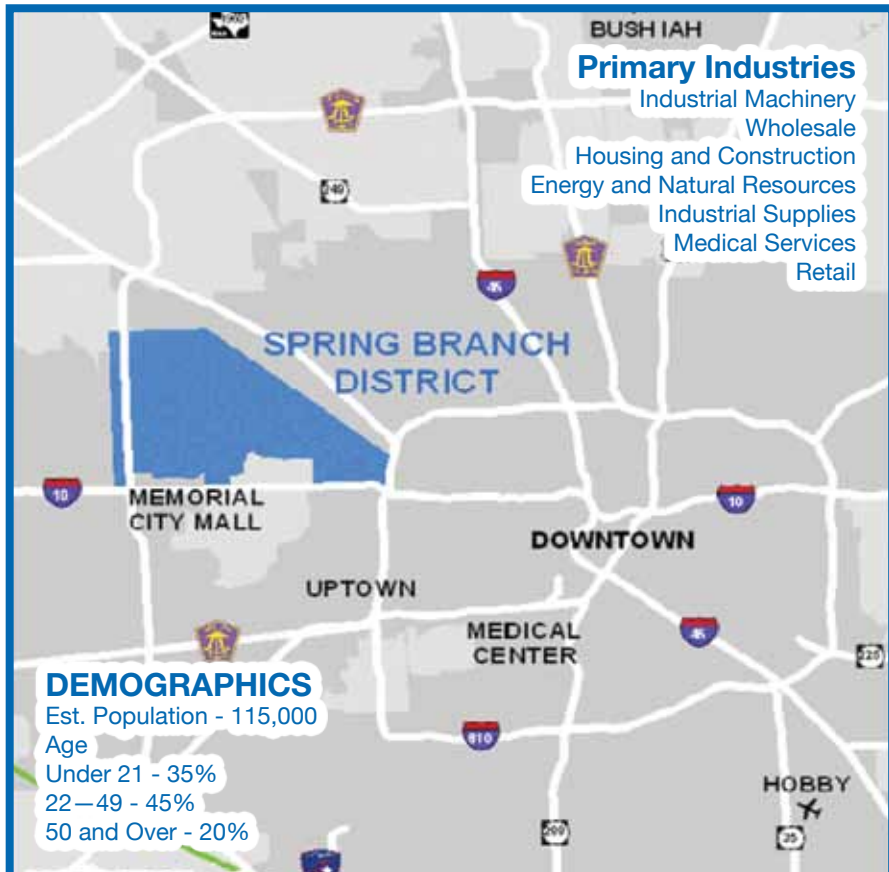 BUSH IAH
Primary Industries
Industrial Machinery
Wholesale
Housing and Construction
Energy and Natural Resources
Industrial Supplies
Medical Services
Retail
249
45
SPRING BRANCH
DISTRICT
10
MEMORIAL
CITY MALL
10
DOWNTOWN
UPTOWN
MEDICAL
CENTER
45
225
DEMOGRAPHICS
Est. Population - 115,000
Age
Under 21 - 35%
22—49 - 45%
50 and Over - 20%
610
HOBBY
35